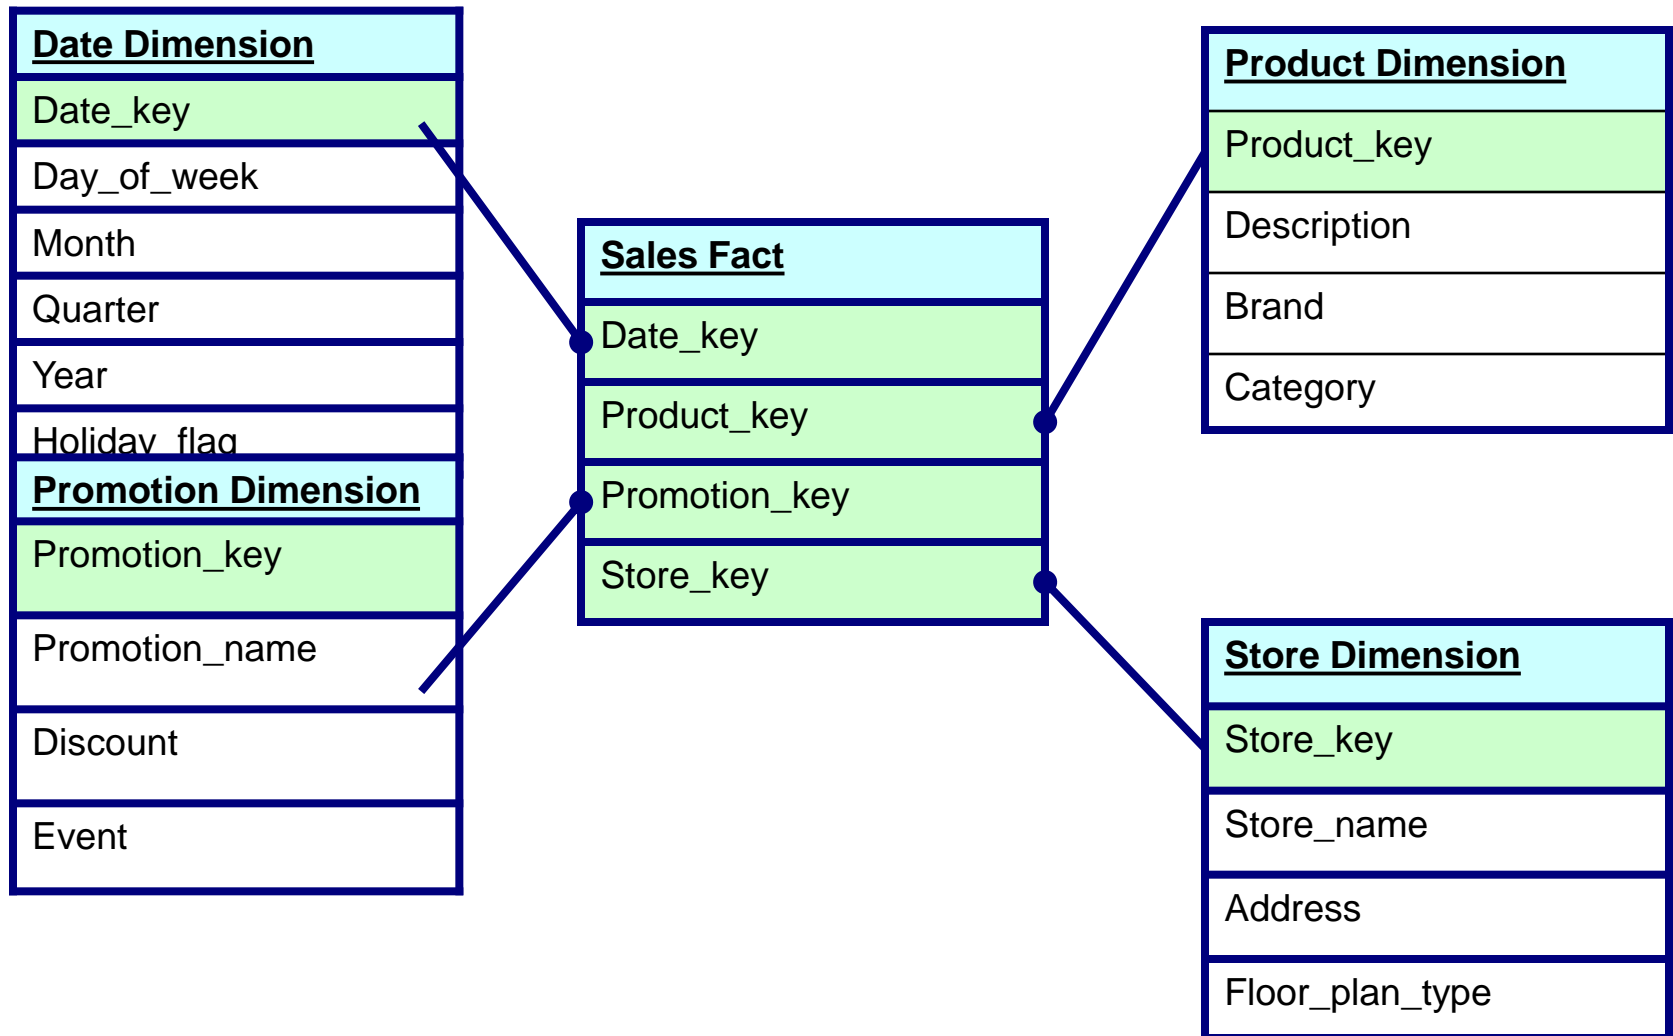 Date Dimension
Date_key
Day_of_week
Month
Quarter
Year
Holiday_flag
Promotion Dimension
Promotion_key
Promotion_name
Discount
Event
Sales Fact
Date_key
Product_key
Promotion_key
Store_key
Product Dimension
Product_key
Description
Brand
Category
Store Dimension
Store_key
Store_name
Address
Floor_plan_type